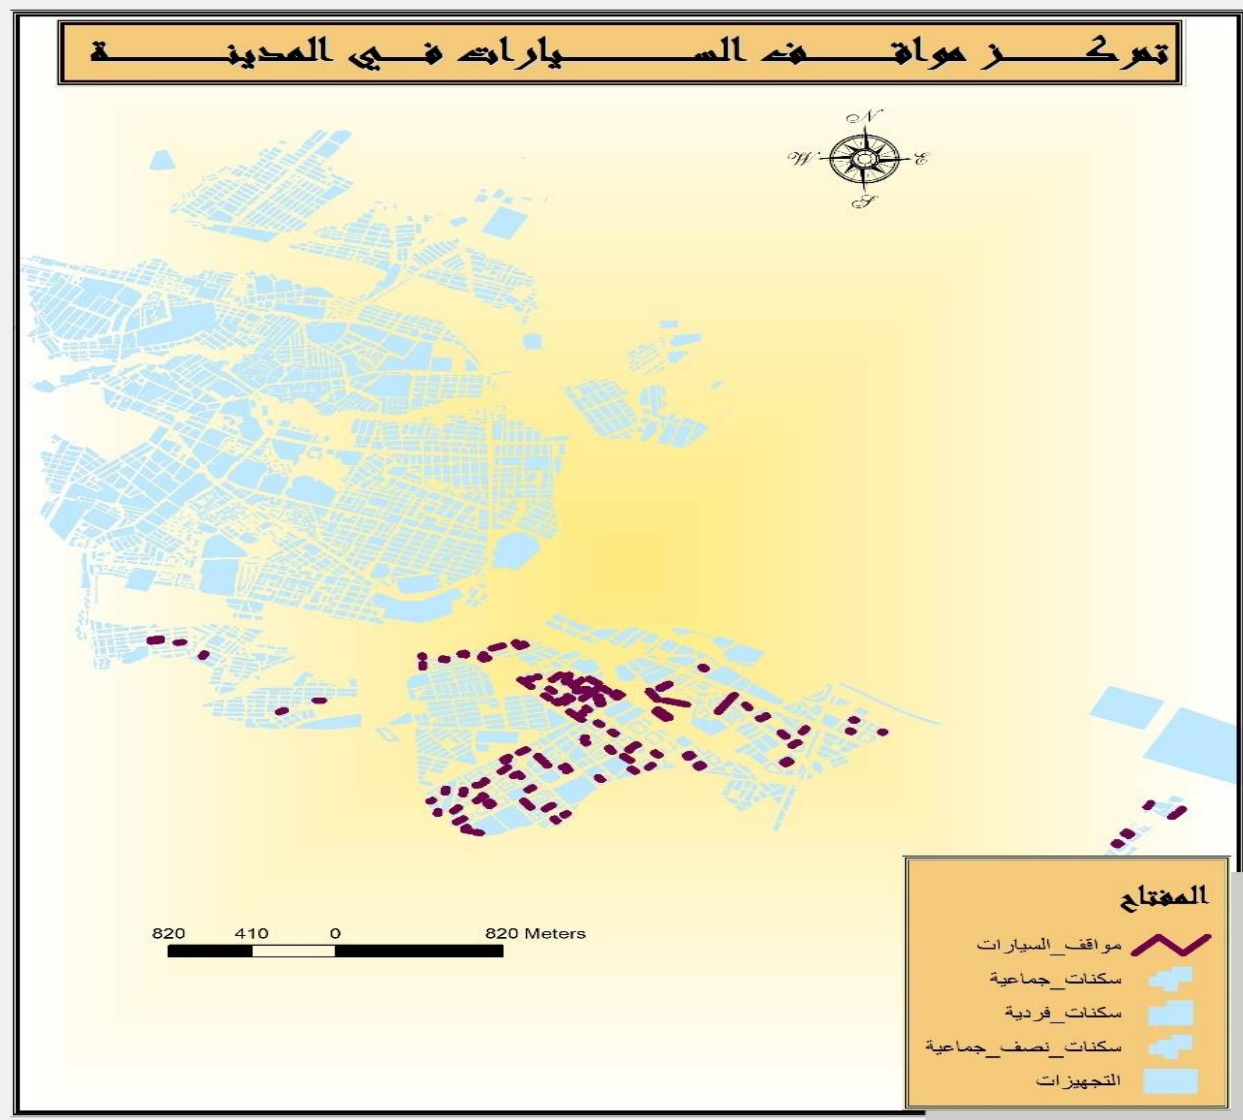 تمركز مواقف السيارات في المدينة
N
W E
S
820 410 0 820 Meters
المفتاح
مواقف_السيارات
سكنات_جماعية
سكنات_فردية
سكنات_نصف_جماعية
التجهيزات